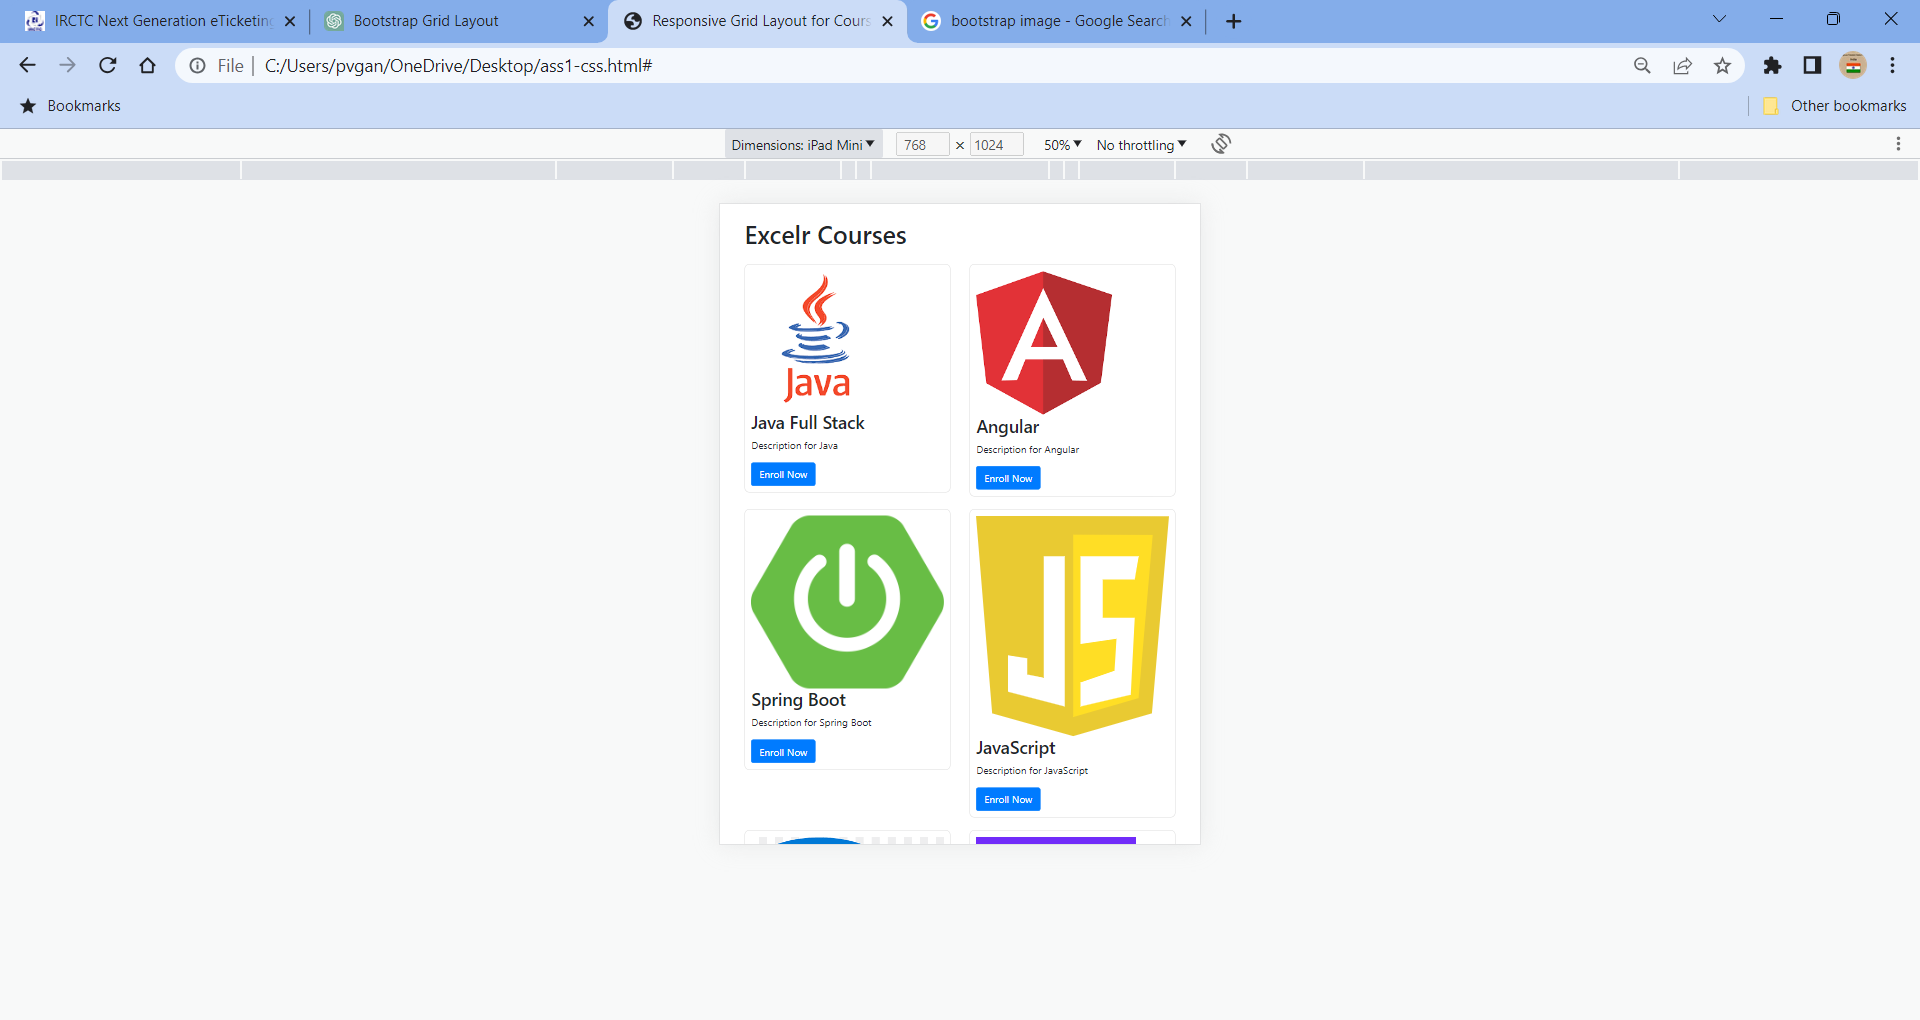 IRCTC Next Generation eTicketing
Bootstrap Grid Layout
Responsive Grid Layout for Cours
bootstrap image - Google Search
File
C:/Users/pvgan/OneDrive/Desktop/ass1-css.html#
Bookmarks
Other bookmarks
Dimensions: iPad Mini
768 × 1024
50%
No throttling
Excelr Courses
Java
Java Full Stack
Description for Java
Enroll Now
A
Angular
Description for Angular
Enroll Now
Spring Boot
Description for Spring Boot
Enroll Now
JS
JavaScript
Description for JavaScript
Enroll Now